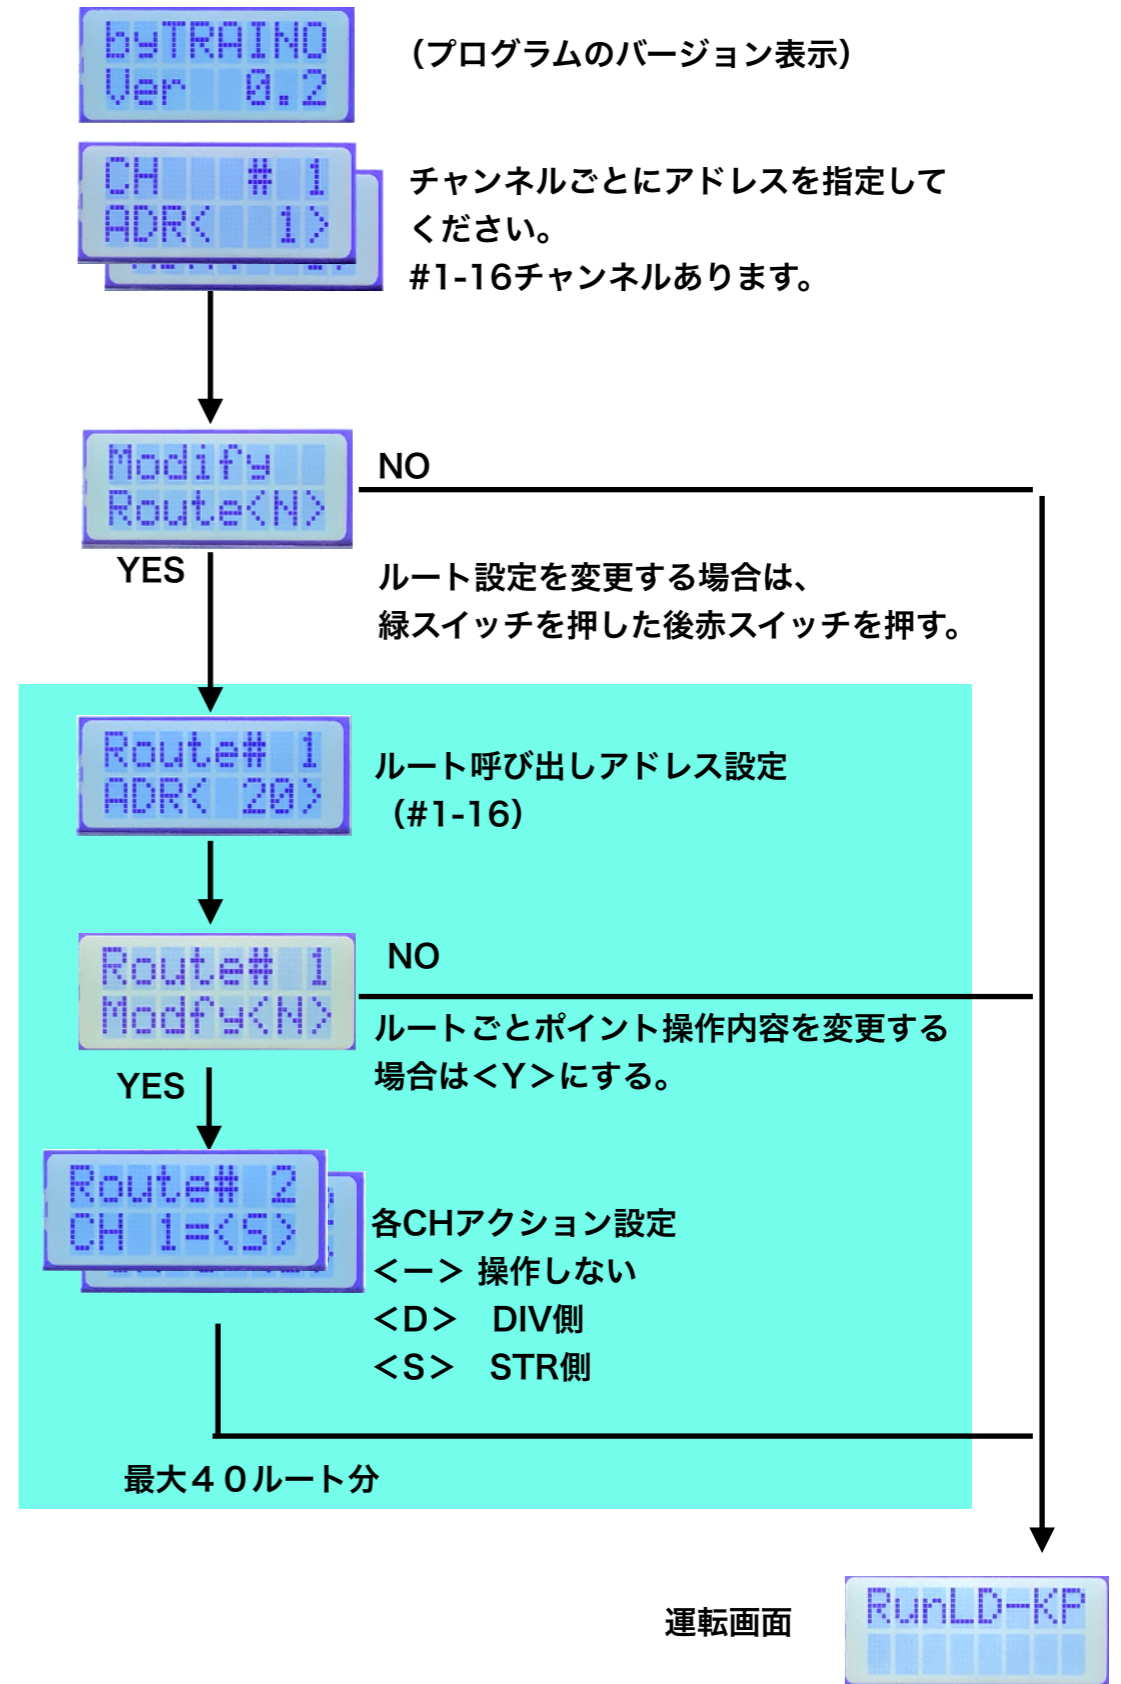 byTRAINO
Ver 0.2
（プログラムのバージョン表示）
CH # 1
ADR< 1>
チャンネルごとにアドレスを指定して
ください。
#1-16チャンネルあります。
Modify
Route<N>
NO
YES
ルート設定を変更する場合は、
緑スイッチを押した後赤スイッチを押す。
Route# 1
ADR< 20>
ルート呼び出しアドレス設定
（#1-16）
Route# 1
Modfy<N>
NO
ルートごとポイント操作内容を変更する
場合は＜Y＞にする。
YES
Route# 2
CH 1=<S>
各CHアクション設定
＜ー＞ 操作しない
＜D＞　DIV側
＜S＞　STR側
最大４０ルート分
運転画面
RunLD-KP